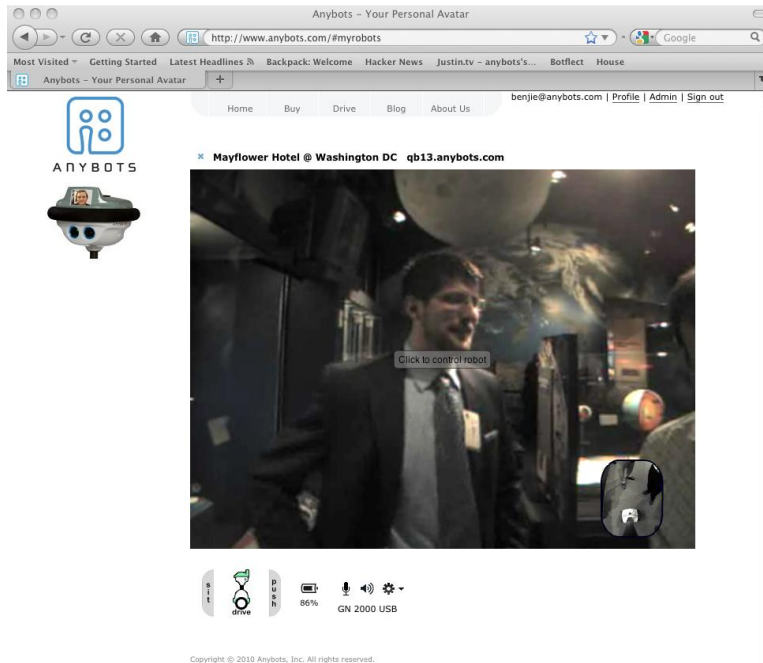 Anybots – Your Personal Avatar
http://www.anybots.com/#myrobots
Google
Most Visited Getting Started Latest Headlines Backpack: Welcome Hacker News Justin.tv – anybots's... Botflect House
Anybots – Your Personal Avatar +
benjie@anybots.com | Profile | Admin | Sign out
Home Buy Drive Blog About Us
ANYBOTS
× Mayflower Hotel @ Washington DC qb13.anybots.com
Click to control robot
sit
drive
push
86%
GN 2000 USB
Copyright © 2010 Anybots, Inc. All rights reserved.